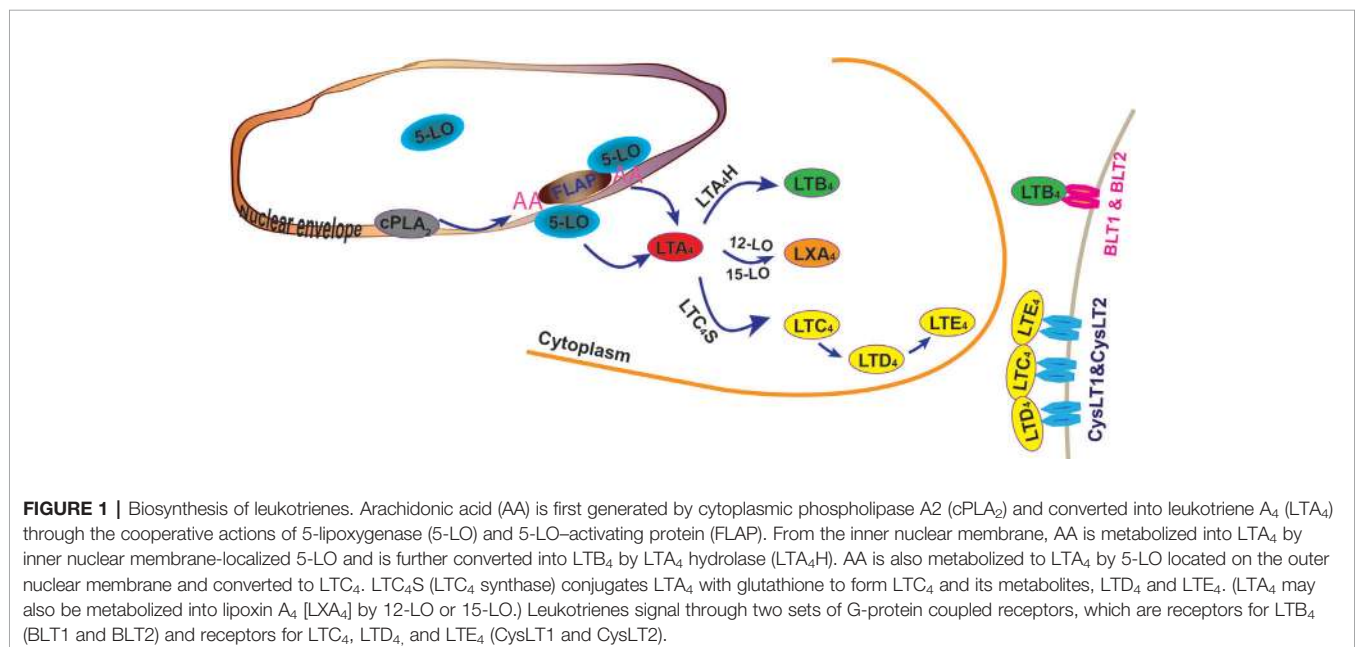 5-LO
5-LO
AA
FLAP
AA
5-LO
Nuclear envelope
cPLA₂
LTA₄H
LTB₄
LTA₄
12-LO
15-LO
LXA₄
LTC₄S
LTC₄
LTD₄
LTE₄
Cytoplasm
LTB₄
BLT1 & BLT2
LTE₄
LTC₄
LTD₄
CysLT1&CysLT2
FIGURE 1 | Biosynthesis of leukotrienes. Arachidonic acid (AA) is first generated by cytoplasmic phospholipase A2 (cPLA₂) and converted into leukotriene A₄ (LTA₄)
through the cooperative actions of 5-lipoxygenase (5-LO) and 5-LO–activating protein (FLAP). From the inner nuclear membrane, AA is metabolized into LTA₄ by
inner nuclear membrane-localized 5-LO and is further converted into LTB₄ by LTA₄ hydrolase (LTA₄H). AA is also metabolized to LTA₄ by 5-LO located on the outer
nuclear membrane and converted to LTC₄. LTC₄S (LTC₄ synthase) conjugates LTA₄ with glutathione to form LTC₄ and its metabolites, LTD₄ and LTE₄. (LTA₄ may
also be metabolized into lipoxin A₄ [LXA₄] by 12-LO or 15-LO.) Leukotrienes signal through two sets of G-protein coupled receptors, which are receptors for LTB₄
(BLT1 and BLT2) and receptors for LTC₄, LTD₄, and LTE₄ (CysLT1 and CysLT2).